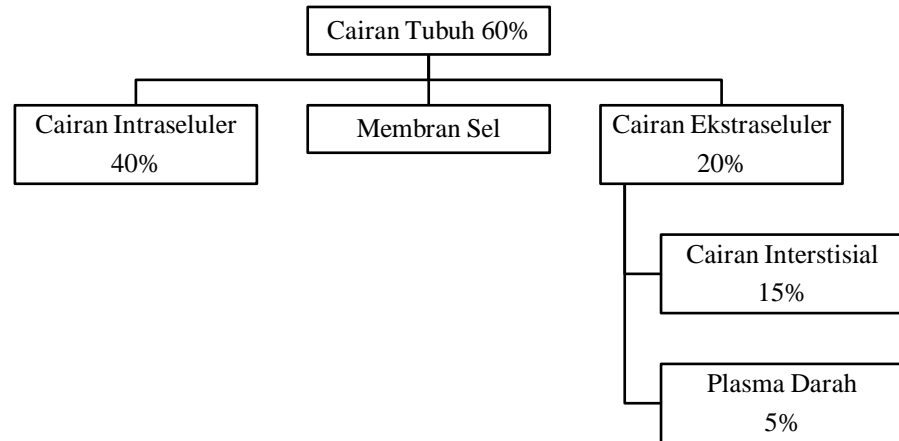 Cairan Tubuh 60%
Cairan Intraseluler
40%
Membran Sel
Cairan Ekstraseluler
20%
Cairan Interstisial
15%
Plasma Darah
5%